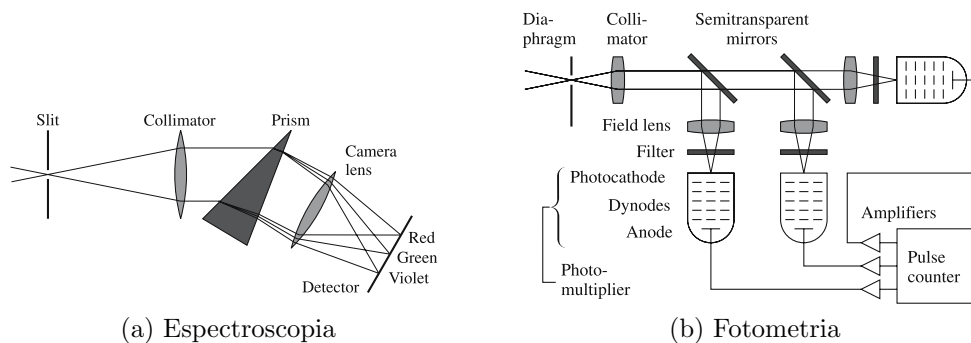 Slit
Collimator
Prism
Camera
lens
Red
Green
Violet
Detector
(a) Espectroscopia
Dia-
phragm
Colli-
mator
Semitransparent
mirrors
Field lens
Filter
Photocathode
Dynodes
Anode
Photo-
multiplier
Amplifiers
Pulse
counter
(b) Fotometria